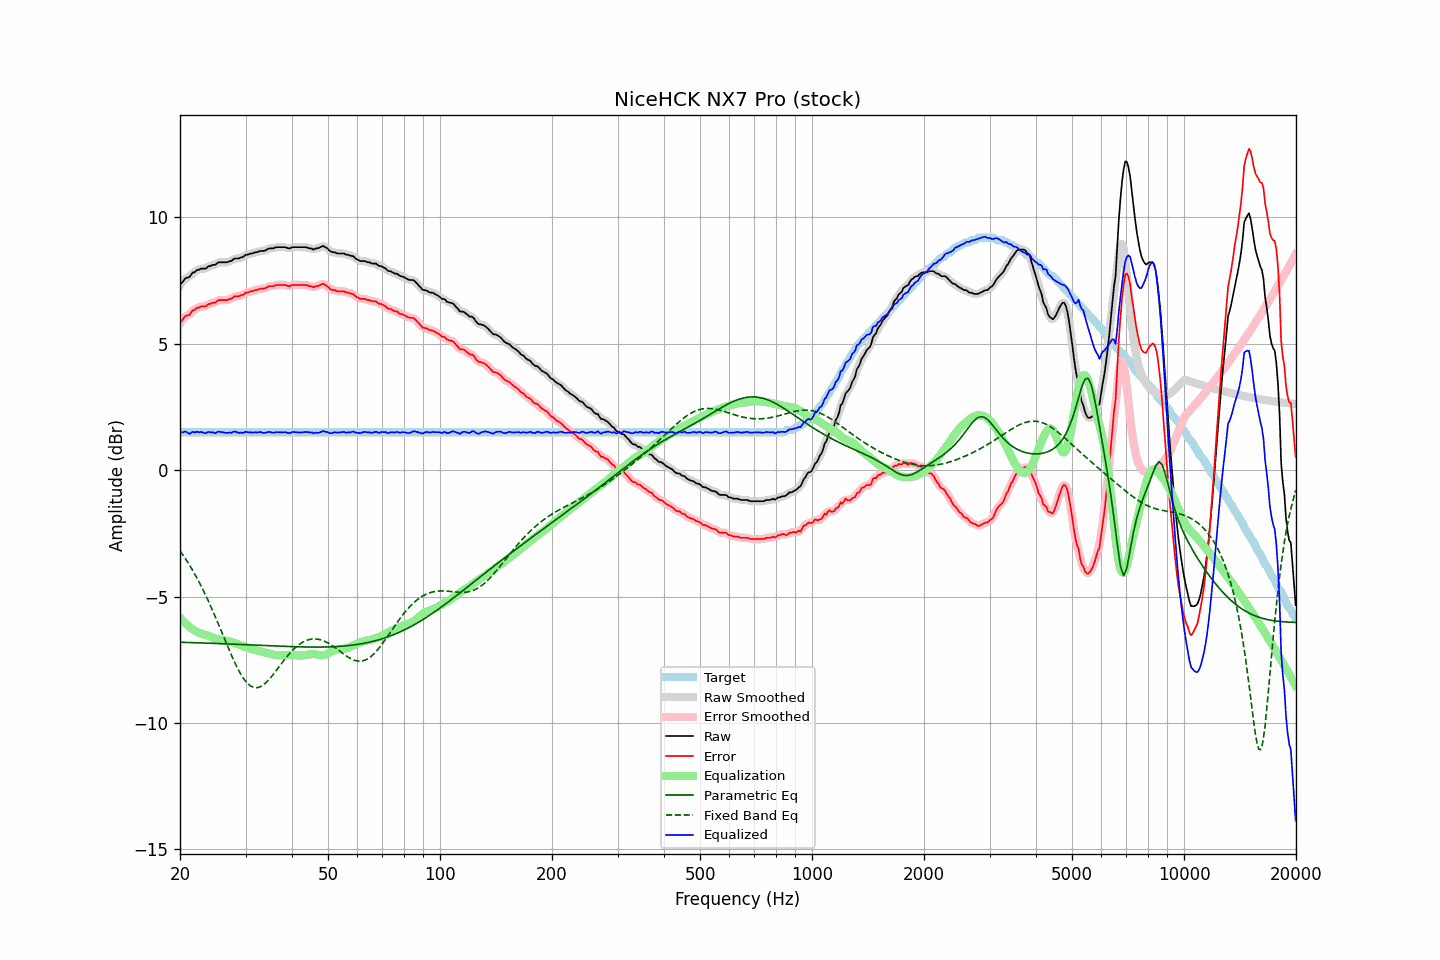 NiceHCK NX7 Pro (stock)
Amplitude (dBr)
10
5
0
−5
−10
−15
20
50
100
200
500
1000
2000
5000
10000
20000
Frequency (Hz)
Target
Raw Smoothed
Error Smoothed
Raw
Error
Equalization
Parametric Eq
Fixed Band Eq
Equalized